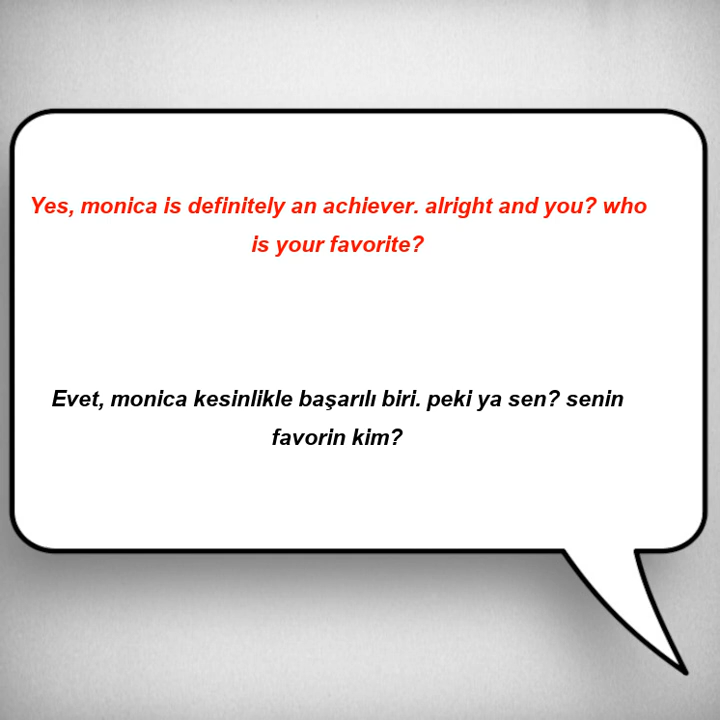 Yes, monica is definitely an achiever. alright and you? who
is your favorite?
Evet, monica kesinlikle başarılı biri. peki ya sen? senin
favorin kim?